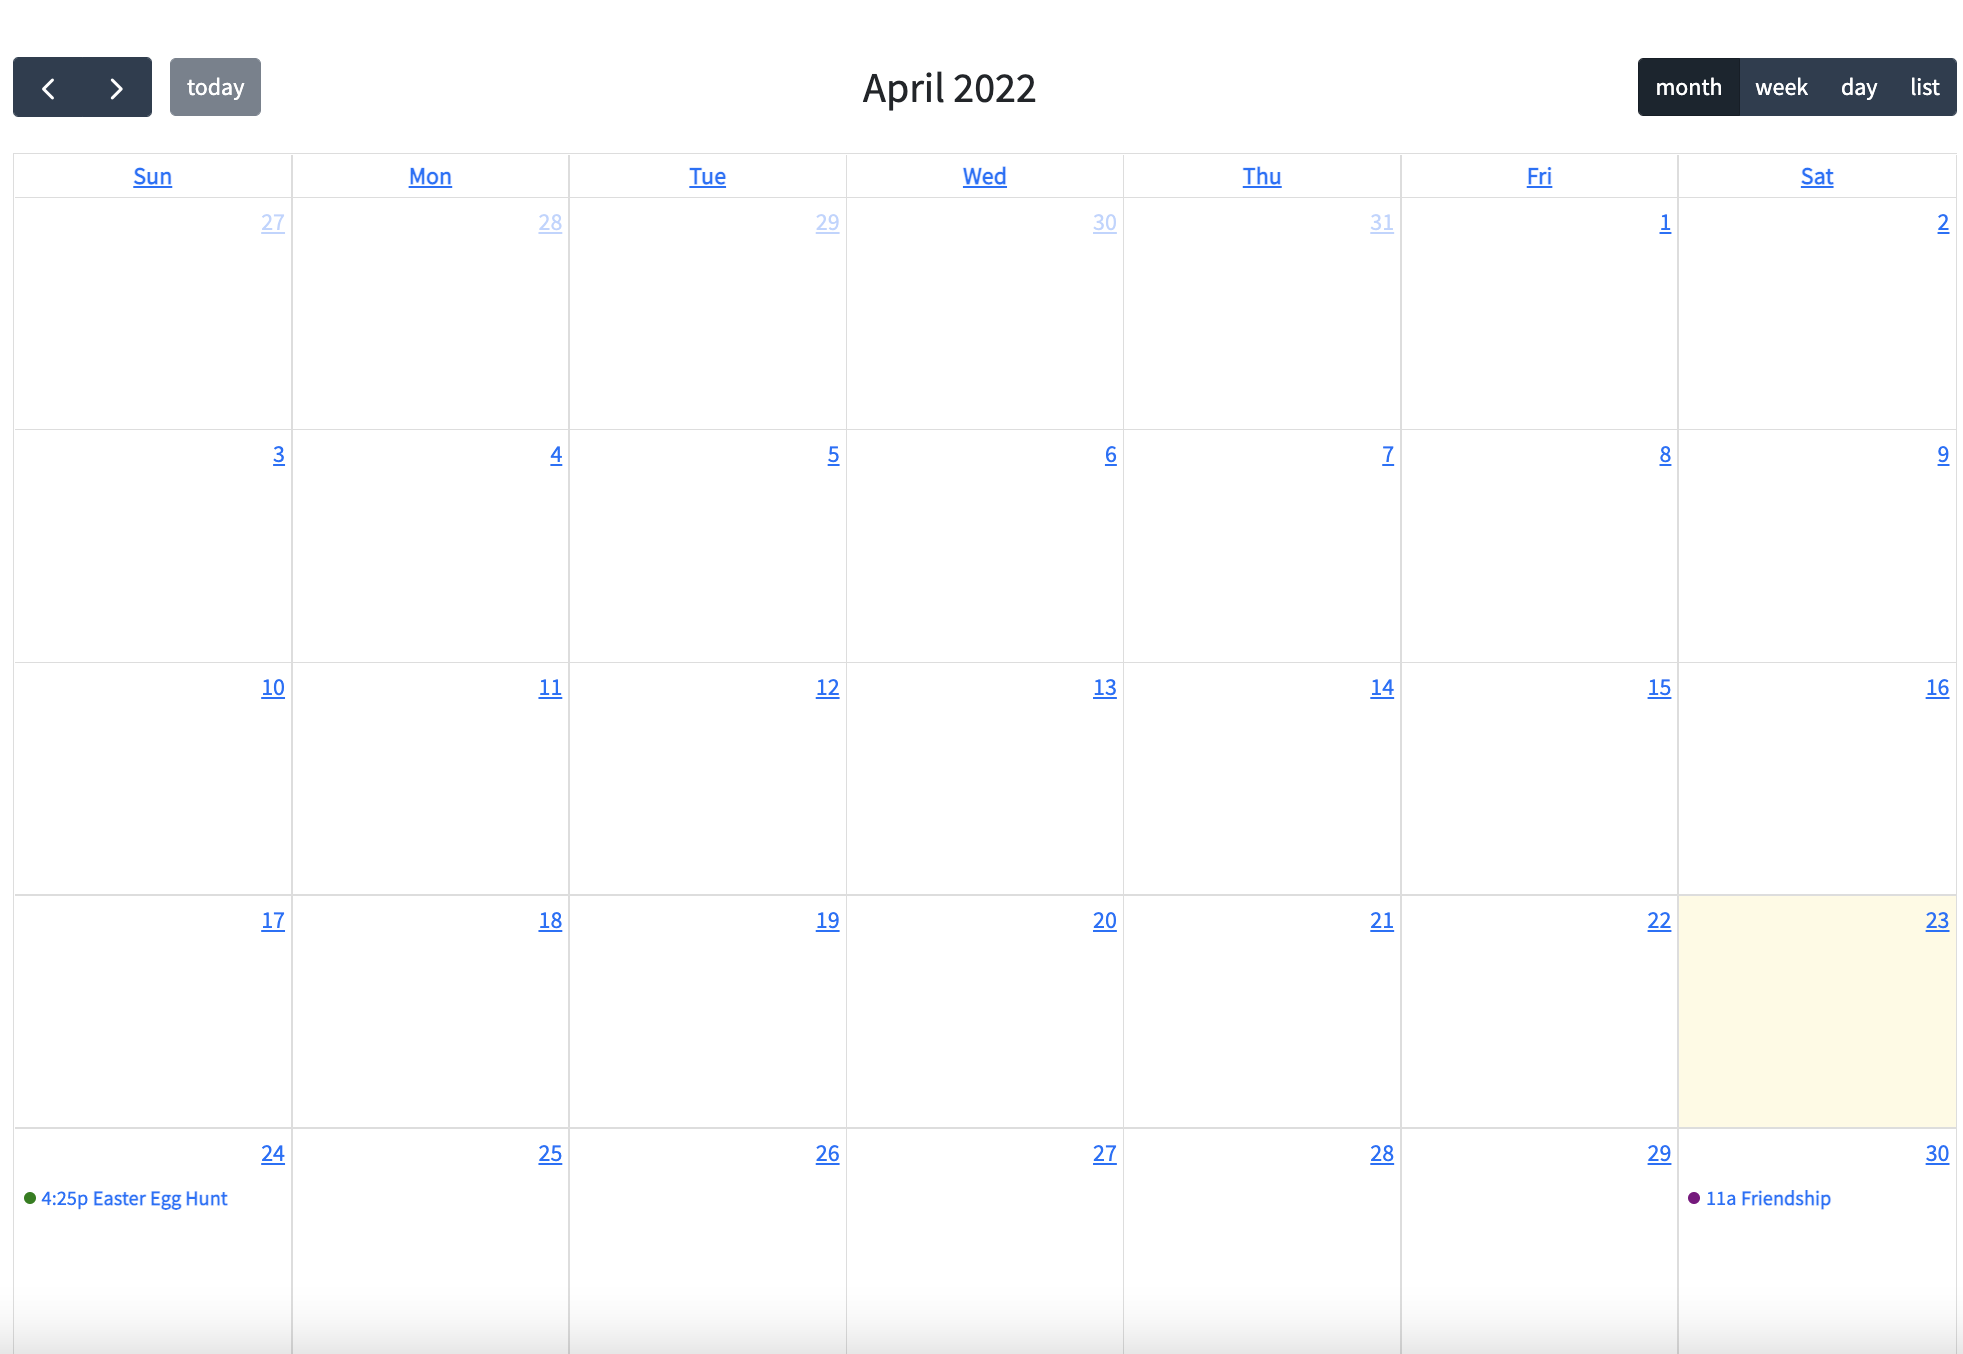 today
April 2022
month week day list
Sun Mon Tue Wed Thu Fri Sat
27 28 29 30 31 1 2
3 4 5 6 7 8 9
10 11 12 13 14 15 16
17 18 19 20 21 22 23
24 25 26 27 28 29 30
4:25p Easter Egg Hunt
11a Friendship